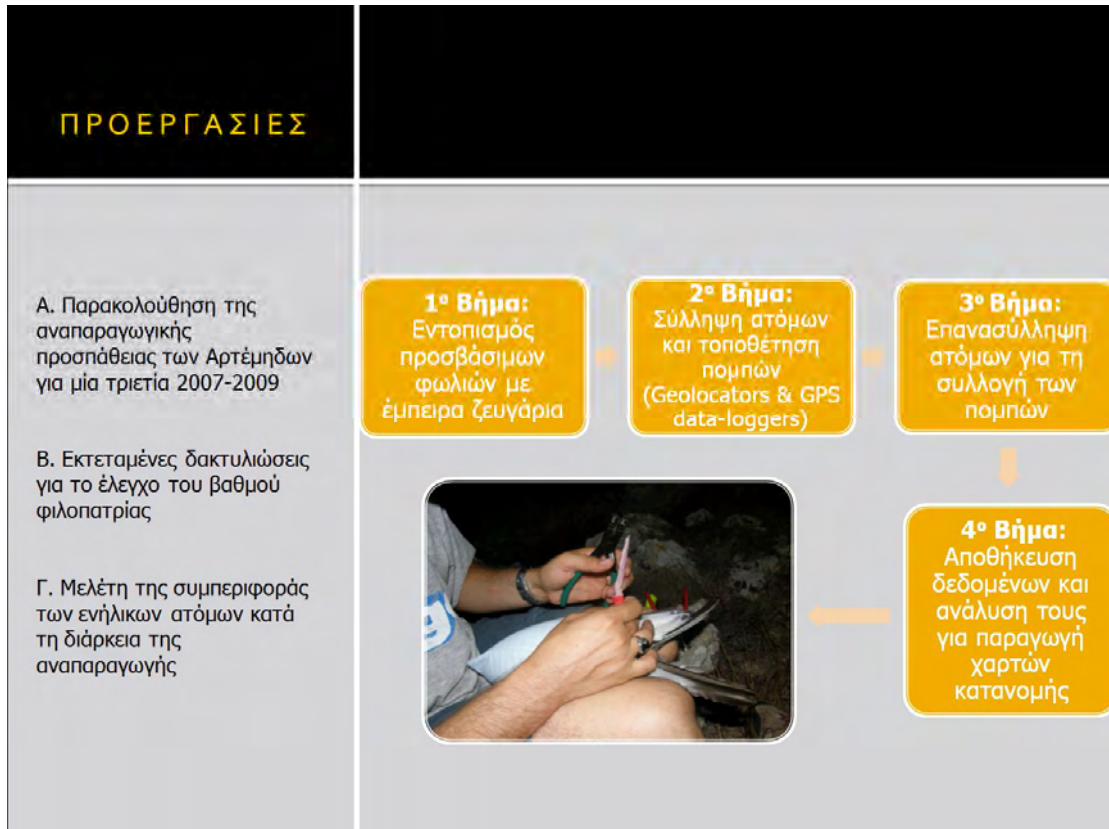 ΠΡΟΕΡΓΑΣΙΕΣ
Α. Παρακολούθηση της
αναπαραγωγικής
προσπάθειας των Αρτέμηδων
για μία τριετία 2007-2009
Β. Εκτεταμένες δακτυλιώσεις
για το έλεγχο του βαθμού
φιλοπατρίας
Γ. Μελέτη της συμπεριφοράς
των ενήλικων ατόμων κατά
τη διάρκεια της
αναπαραγωγής
1ο Βήμα:
Εντοπισμός
προσβάσιμων
φωλιών με
έμπειρα ζευγάρια
2ο Βήμα:
Σύλληψη ατόμων
και τοποθέτηση
πομπών
(Geolocators & GPS
data-loggers)
3ο Βήμα:
Επανασύλληψη
ατόμων για τη
συλλογή των
πομπών
4ο Βήμα:
Αποθήκευση
δεδομένων και
ανάλυση τους
για παραγωγή
χαρτών
κατανομής